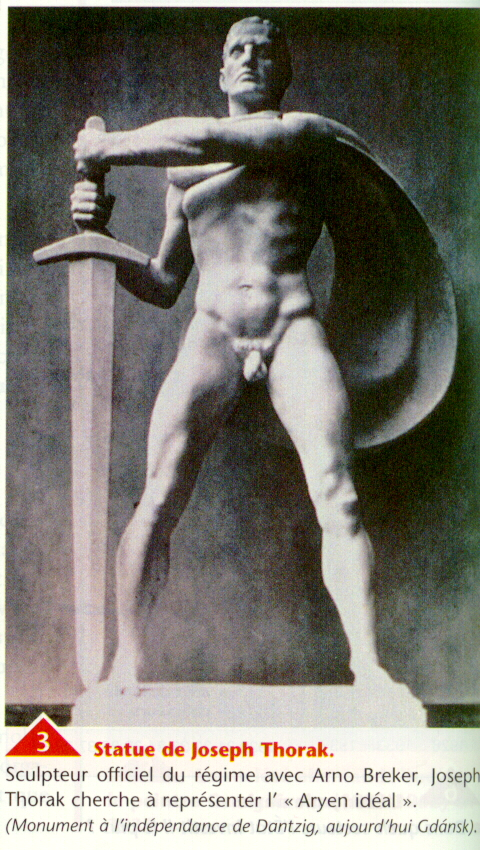 3
Statue de Joseph Thorak.
Sculpteur officiel du régime avec Arno Breker, Joseph
Thorak cherche à représenter l' « Aryen idéal ».
(Monument à l'indépendance de Dantzig, aujourd'hui Gdánsk).